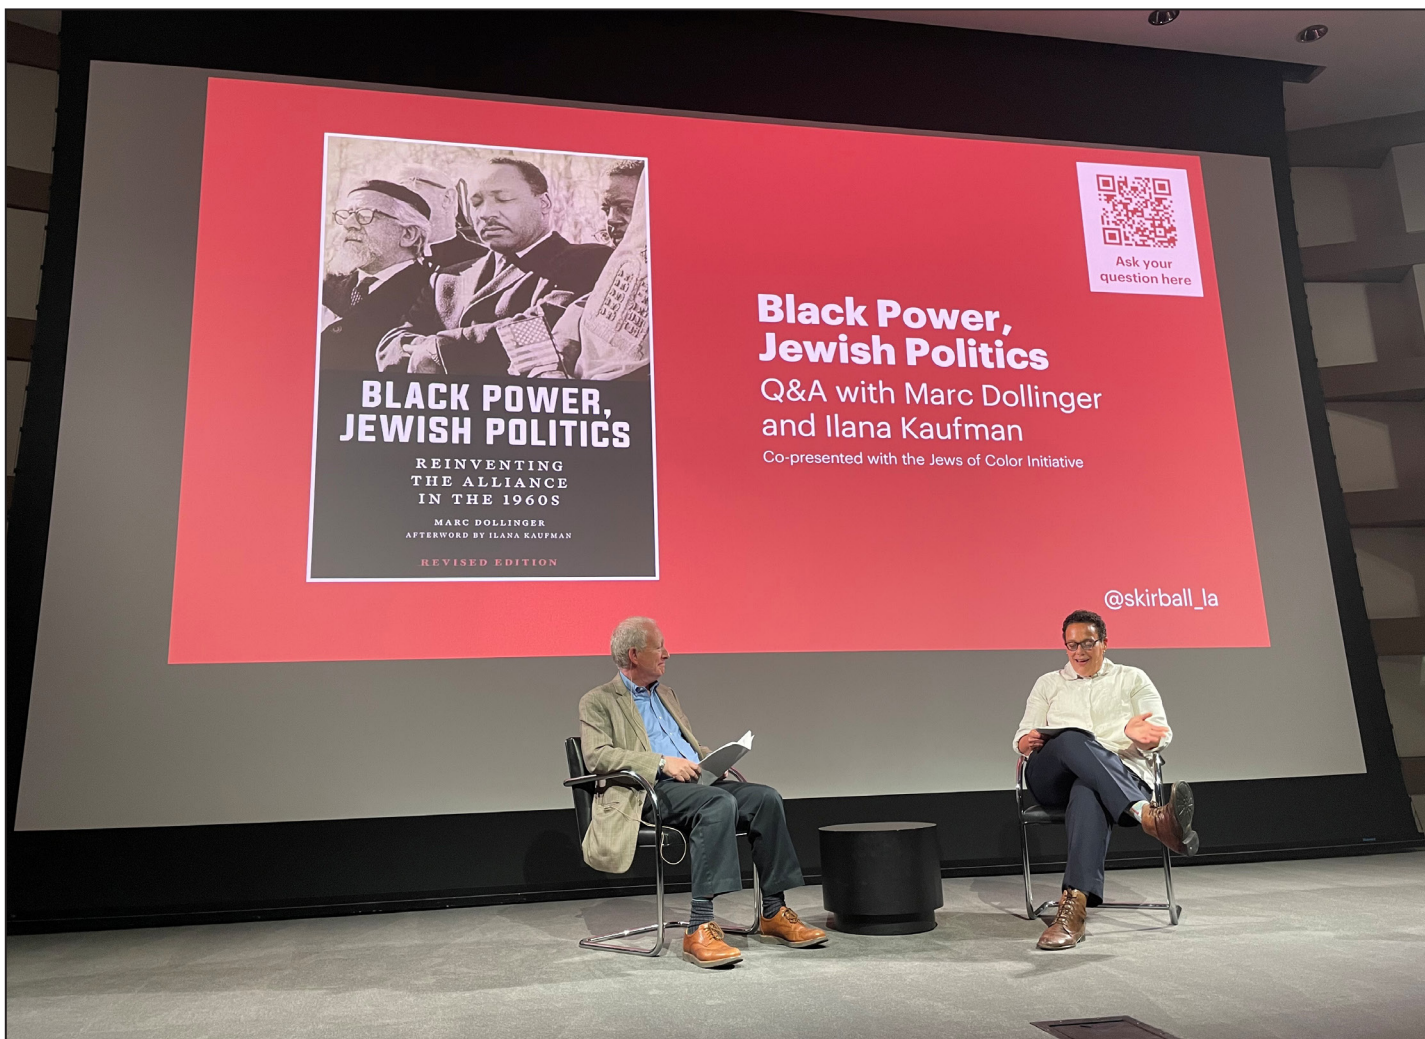 BLACK POWER,
JEWISH POLITICS
REINVENTING
THE ALLIANCE
IN THE 1960S
MARC DOLLINGER
AFTERWORD BY ILANA KAUFMAN
REVISED EDITION
Ask your
question here
Black Power,
Jewish Politics
Q&A with Marc Dollinger
and Ilana Kaufman
Co-presented with the Jews of Color Initiative
@skirball_la